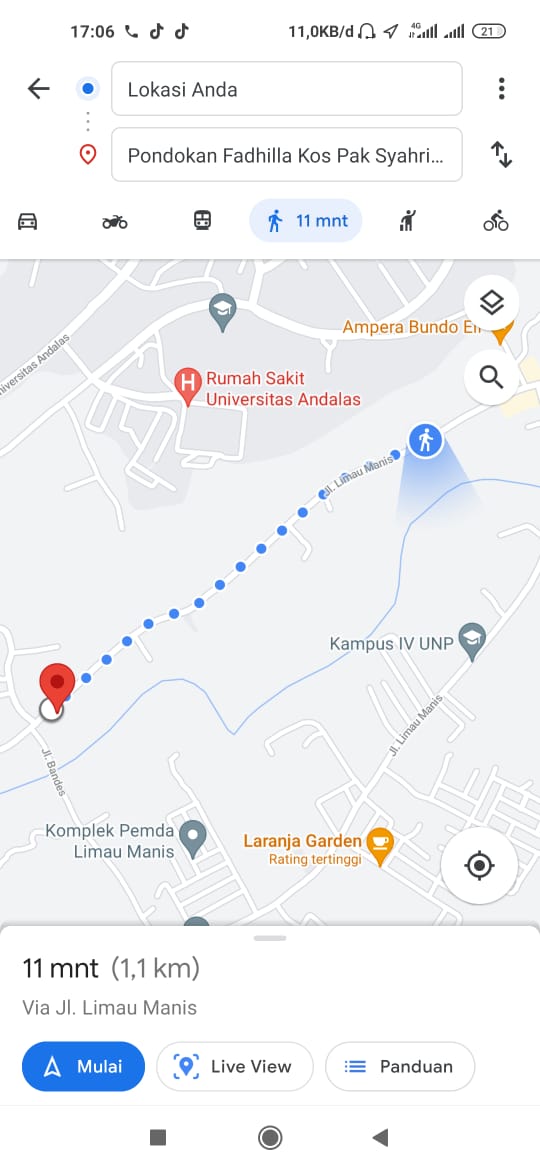 17:06
11,0KB/d
4G
21
Lokasi Anda
Pondokan Fadhilla Kos Pak Syahri...
11 mnt
Ampera Bundo El
niversitas Andalas
Rumah Sakit
Universitas Andalas
Jl. Limau Manis
Kampus IV UNP
Jl. Limau Manis
Jl. Bandes
Komplek Pemda
Limau Manis
Laranja Garden
Rating tertinggi
11 mnt (1,1 km)
Via Jl. Limau Manis
Mulai
Live View
Panduan